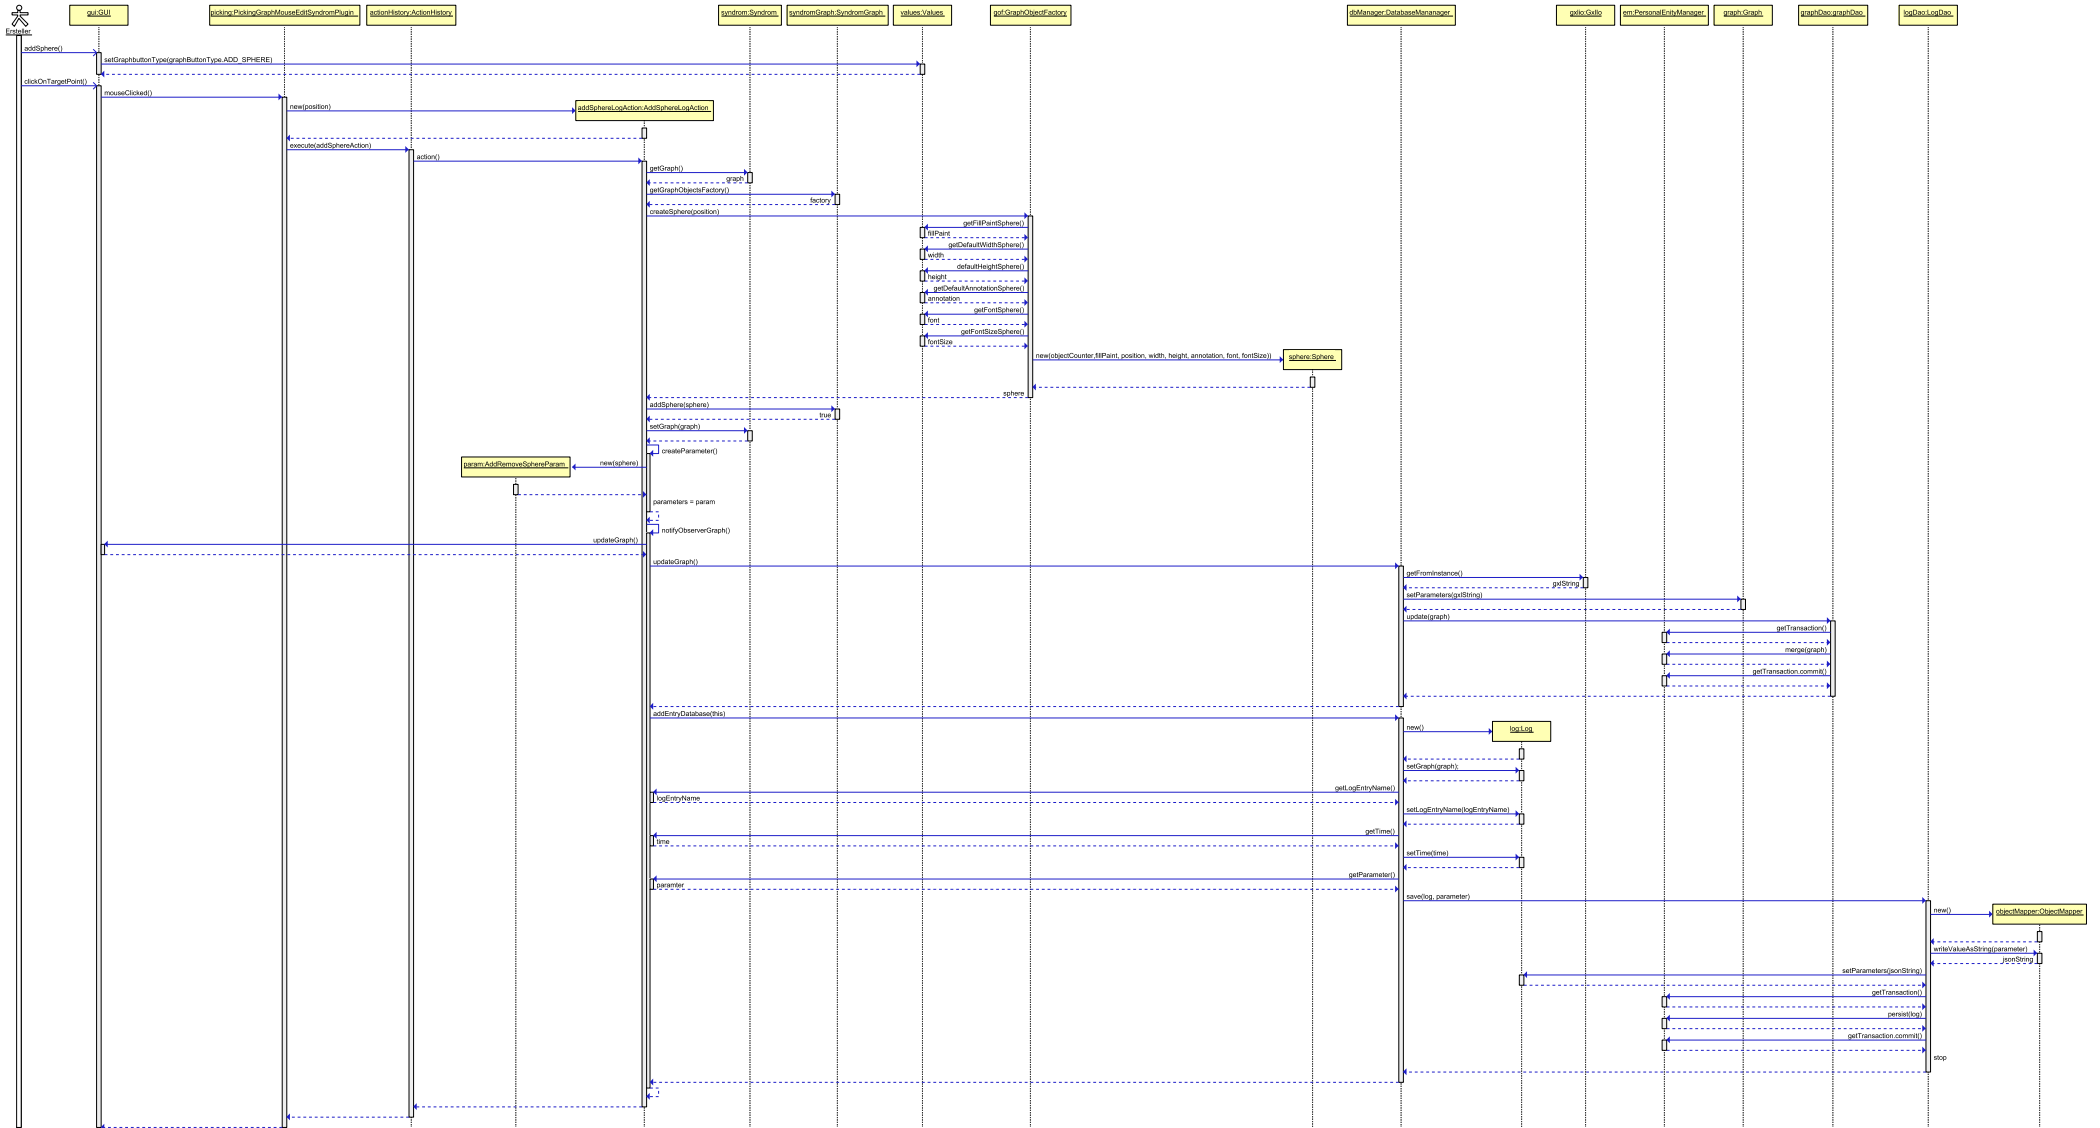 Ersteller
gui:GUI
picking:PickingGraphMouseEditSyndromPlugin
actionHistory:ActionHistory
syndrom:Syndrom
syndromGraph:SyndromGraph
values:Values
gof:GraphObjectFactory
dbManager:DatabaseMananager
gxlio:GxlIo
em:PersonalEnityManager
graph:Graph
graphDao:graphDao
logDao:LogDao
addSphere()
setGraphbuttonType(graphButtonType.ADD_SPHERE)
clickOnTargetPoint()
mouseClicked()
new(position)
addSphereLogAction:AddSphereLogAction
execute(addSphereAction)
action()
getGraph()
graph
getGraphObjectsFactory()
factory
createSphere(position)
getFillPaintSphere()
fillPaint
getDefaultWidthSphere()
width
defaultHeightSphere()
height
getDefaultAnnotationSphere()
annotation
getFontSphere()
font
getFontSizeSphere()
fontSize
new(objectCounter,fillPaint, position, width, height, annotation, font, fontSize))
sphere:Sphere
sphere
addSphere(sphere)
true
setGraph(graph)
createParameter()
param:AddRemoveSphereParam
new(sphere)
parameters = param
notifyObserverGraph()
updateGraph()
updateGraph()
getFromInstance()
gxlString
setParameters(gxlString)
update(graph)
getTransaction()
merge(graph)
getTransaction.commit()
addEntryDatabase(this)
new()
log:Log
setGraph(graph);
getLogEntryName()
logEntryName
setLogEntryName(logEntryName)
getTime()
time
setTime(time)
getParameter()
paramter
save(log, parameter)
new()
objectMapper:ObjectMapper
writeValueAsString(parameter)
jsonString
setParameters(jsonString)
getTransaction()
persist(log)
getTransaction.commit()
stop